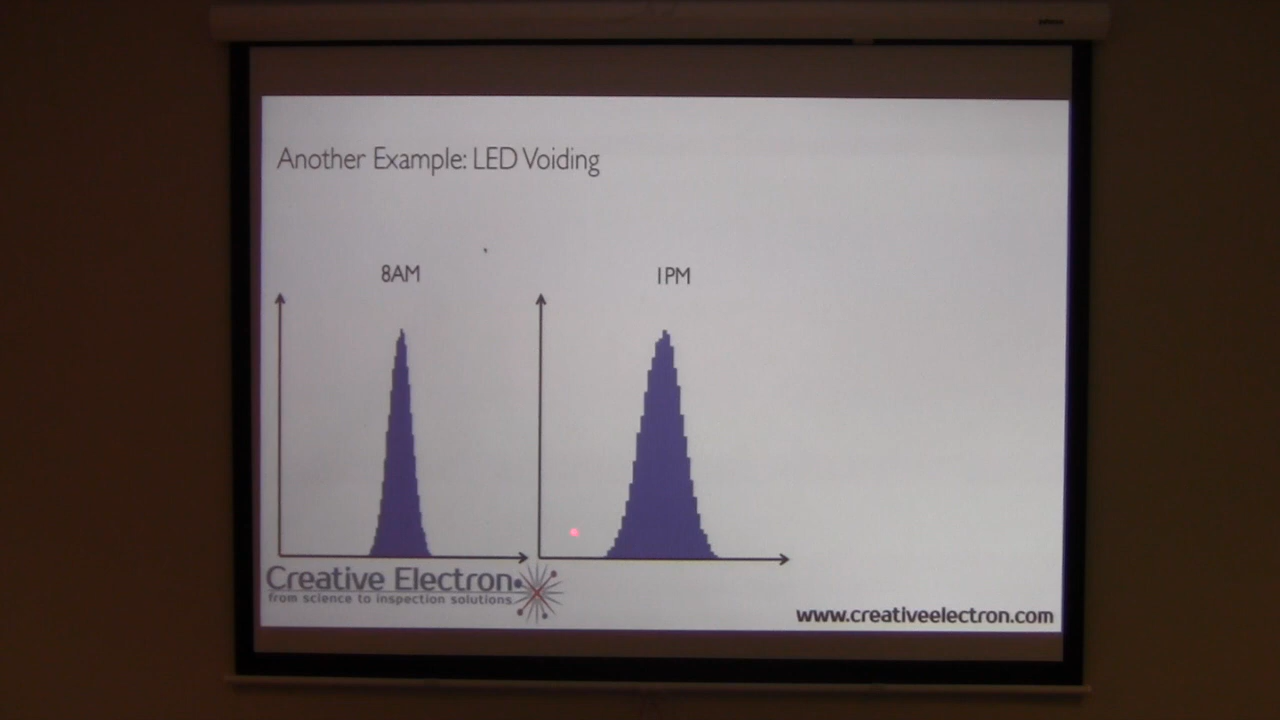 Another Example: LED Voiding
8AM
1PM
Creative Electron
from science to inspection solutions
www.creativeelectron.com